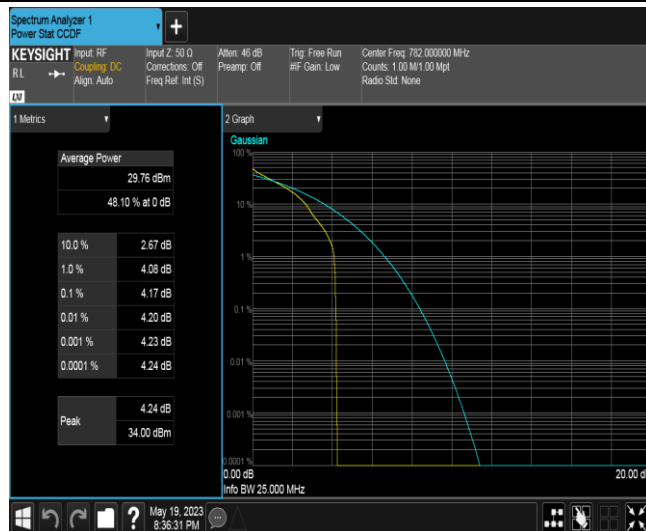 Spectrum Analyzer 1
Power Stat CCDF
+
KEYSIGHT
RL
LXI
Input: RF
Coupling: DC
Align: Auto
Input Z: 50 Ω
Corrections: Off
Freq Ref: Int (S)
Atten: 46 dB
Preamp: Off
Trig: Free Run
#IF Gain: Low
Center Freq: 782.000000 MHz
Counts: 1.00 M/1.00 Mpt
Radio Std: None
1 Metrics
Average Power
29.76 dBm
48.10 % at 0 dB
10.0 % 2.67 dB
1.0 % 4.08 dB
0.1 % 4.17 dB
0.01 % 4.20 dB
0.001 % 4.23 dB
0.0001 % 4.24 dB
Peak
4.24 dB
34.00 dBm
2 Graph
Gaussian
100 %
10 %
1 %
0.1 %
0.01 %
0.001 %
0.0001 %
0.00 dB
20.00 d
Info BW 25.000 MHz
?
May 19, 2023
8:36:31 PM